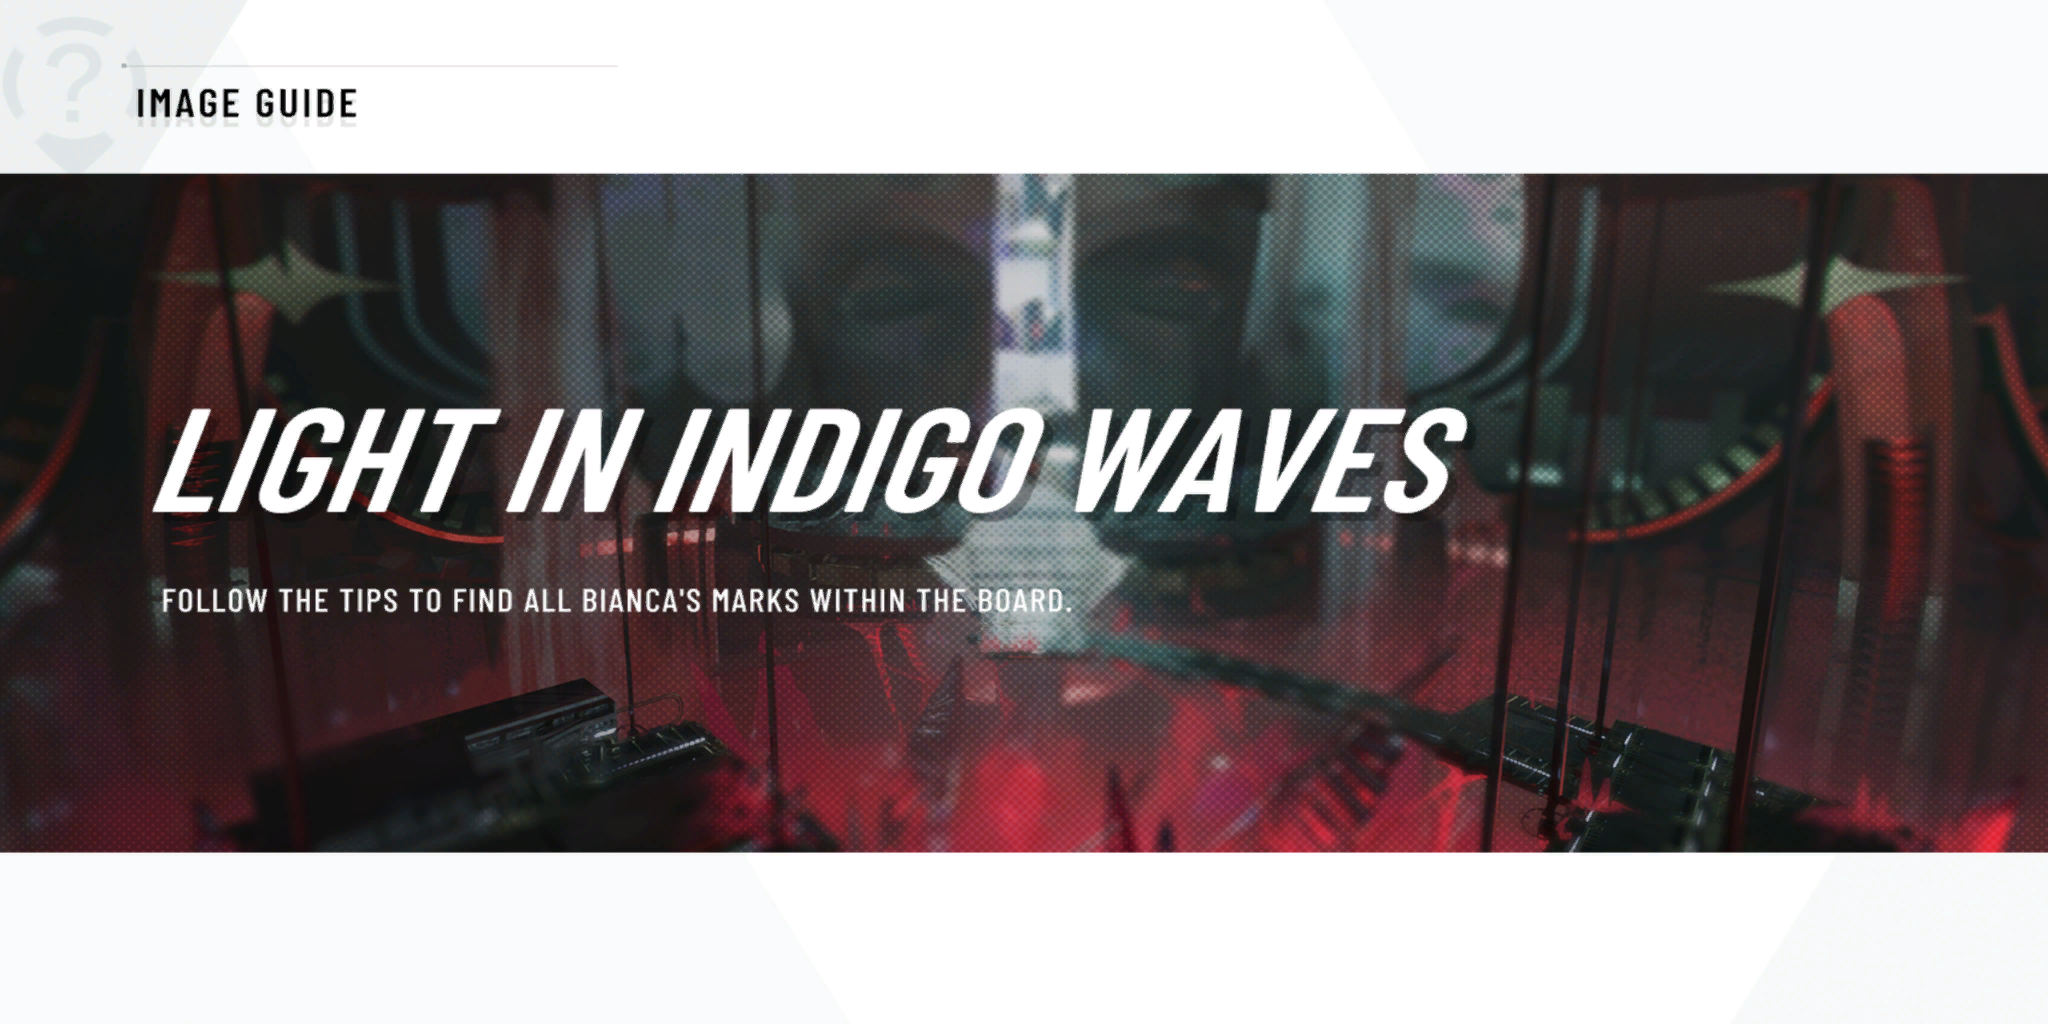 IMAGE GUIDE
LIGHT IN INDIGO WAVES
FOLLOW THE TIPS TO FIND ALL BIANCA'S MARKS WITHIN THE BOARD.